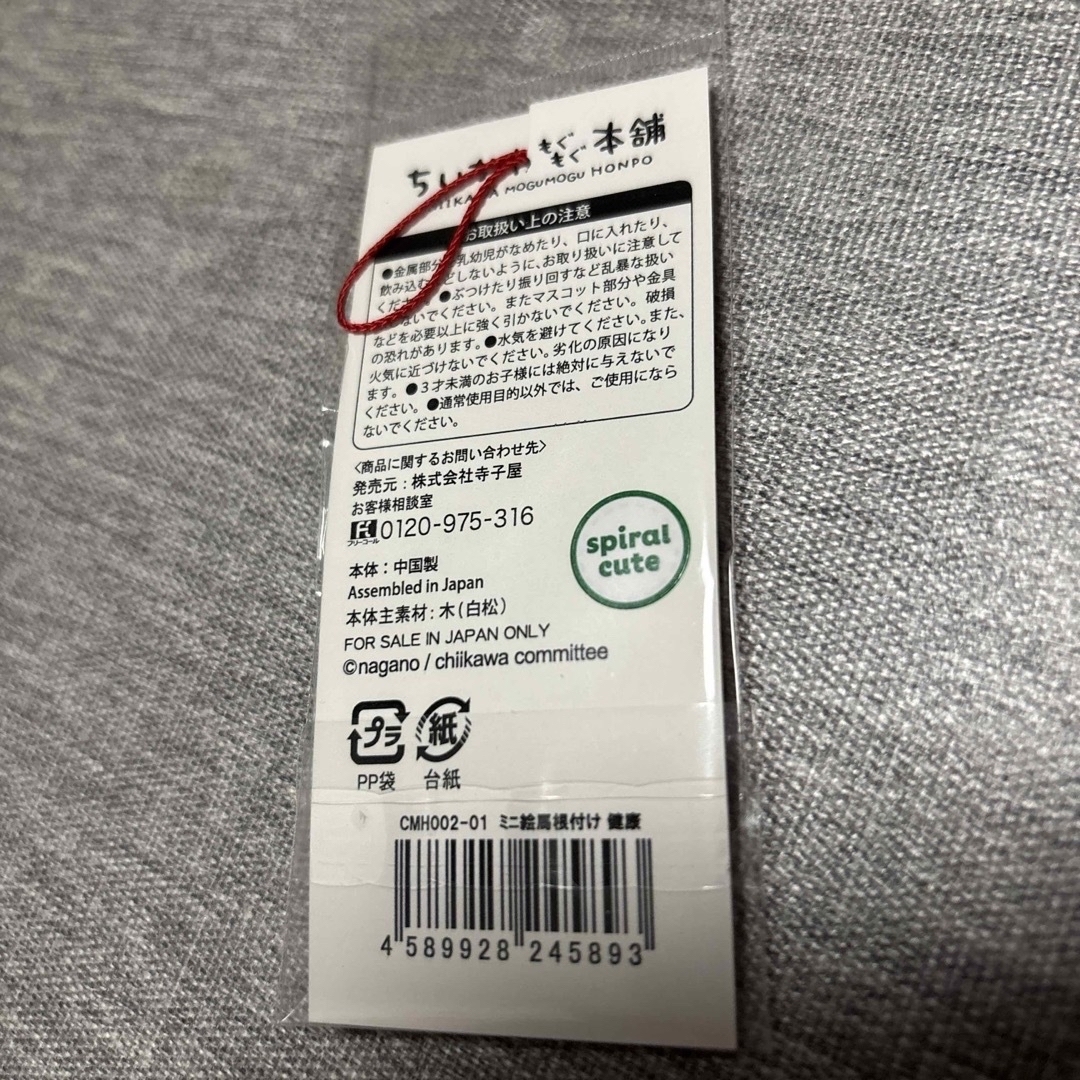 ちいかわ もぐもぐ 本舗
CHIIKAWA MOGUMOGU HONPO
お取扱い上の注意
●金属部分 乳幼児がなめたり、口に入れたり、
飲み込む どしないように、お取り扱いに注意して
くだ ●ぶつけたり振り回すなど乱暴な扱い
ないでください。またマスコット部分や金具
などを必要以上に強く引かないでください。破損
の恐れがあります。●水気を避けてください。また、
火気に近づけないでください。劣化の原因になり
ます。●3才未満のお子様には絶対に与えないで
ください。●通常使用目的以外では、ご使用になら
ないでください。
〈商品に関するお問い合わせ先〉
発売元:株式会社寺子屋
お客様相談室
フリーコール 0120-975-316
spiral
cute
本体:中国製
Assembled in Japan
本体主素材:木(白松)
FOR SALE IN JAPAN ONLY
©nagano / chiikawa committee
プラ 紙
PP袋 台紙
CMH002-01 ミニ絵馬根付け 健康
4 589928 245893